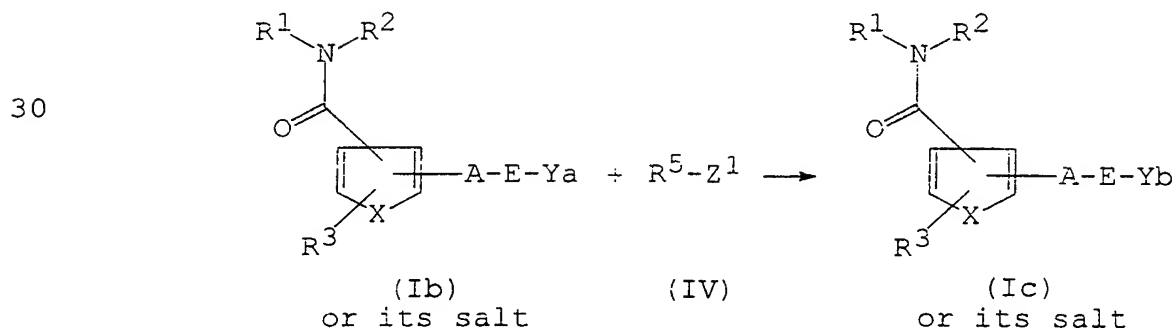 R¹ R² R¹ R²
N N
30
O O
A-E-Ya ÷ R⁵-Z¹ → A-E-Yb
X X
R³ R³
(Ib) (IV) (Ic)
or its salt or its salt